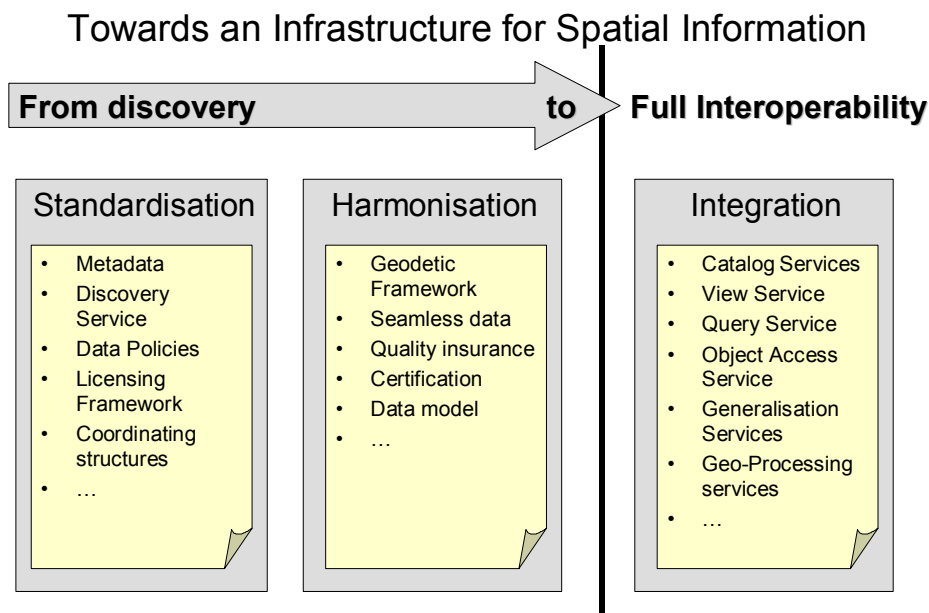 Towards an Infrastructure for Spatial Information
From discovery to Full Interoperability
Standardisation
• Metadata
• Discovery
Service
• Data Policies
• Licensing
Framework
• Coordinating
structures
• …
Harmonisation
• Geodetic
Framework
• Seamless data
• Quality insurance
• Certification
• Data model
• …
Integration
• Catalog Services
• View Service
• Query Service
• Object Access
Service
• Generalisation
Services
• Geo-Processing
services
• …